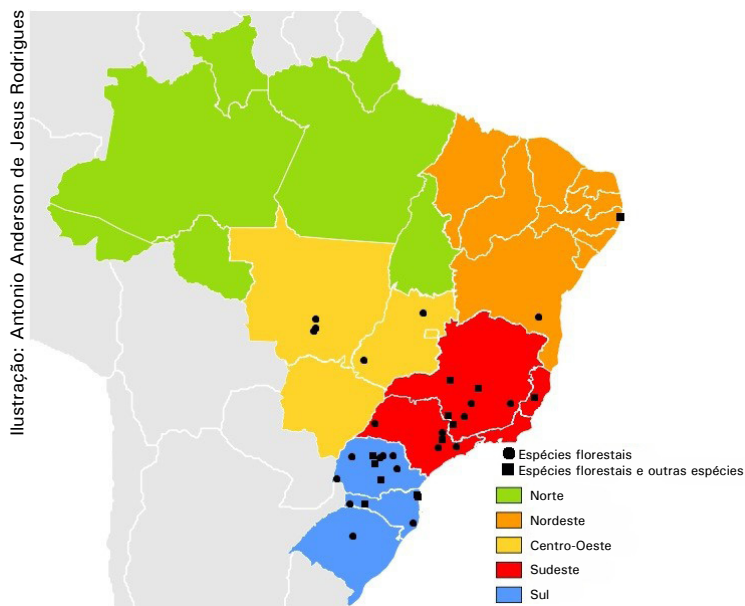 Ilustração: Antonio Anderson de Jesus Rodrigues
Espécies florestais
Espécies florestais e outras espécies
Norte
Nordeste
Centro-Oeste
Sudeste
Sul